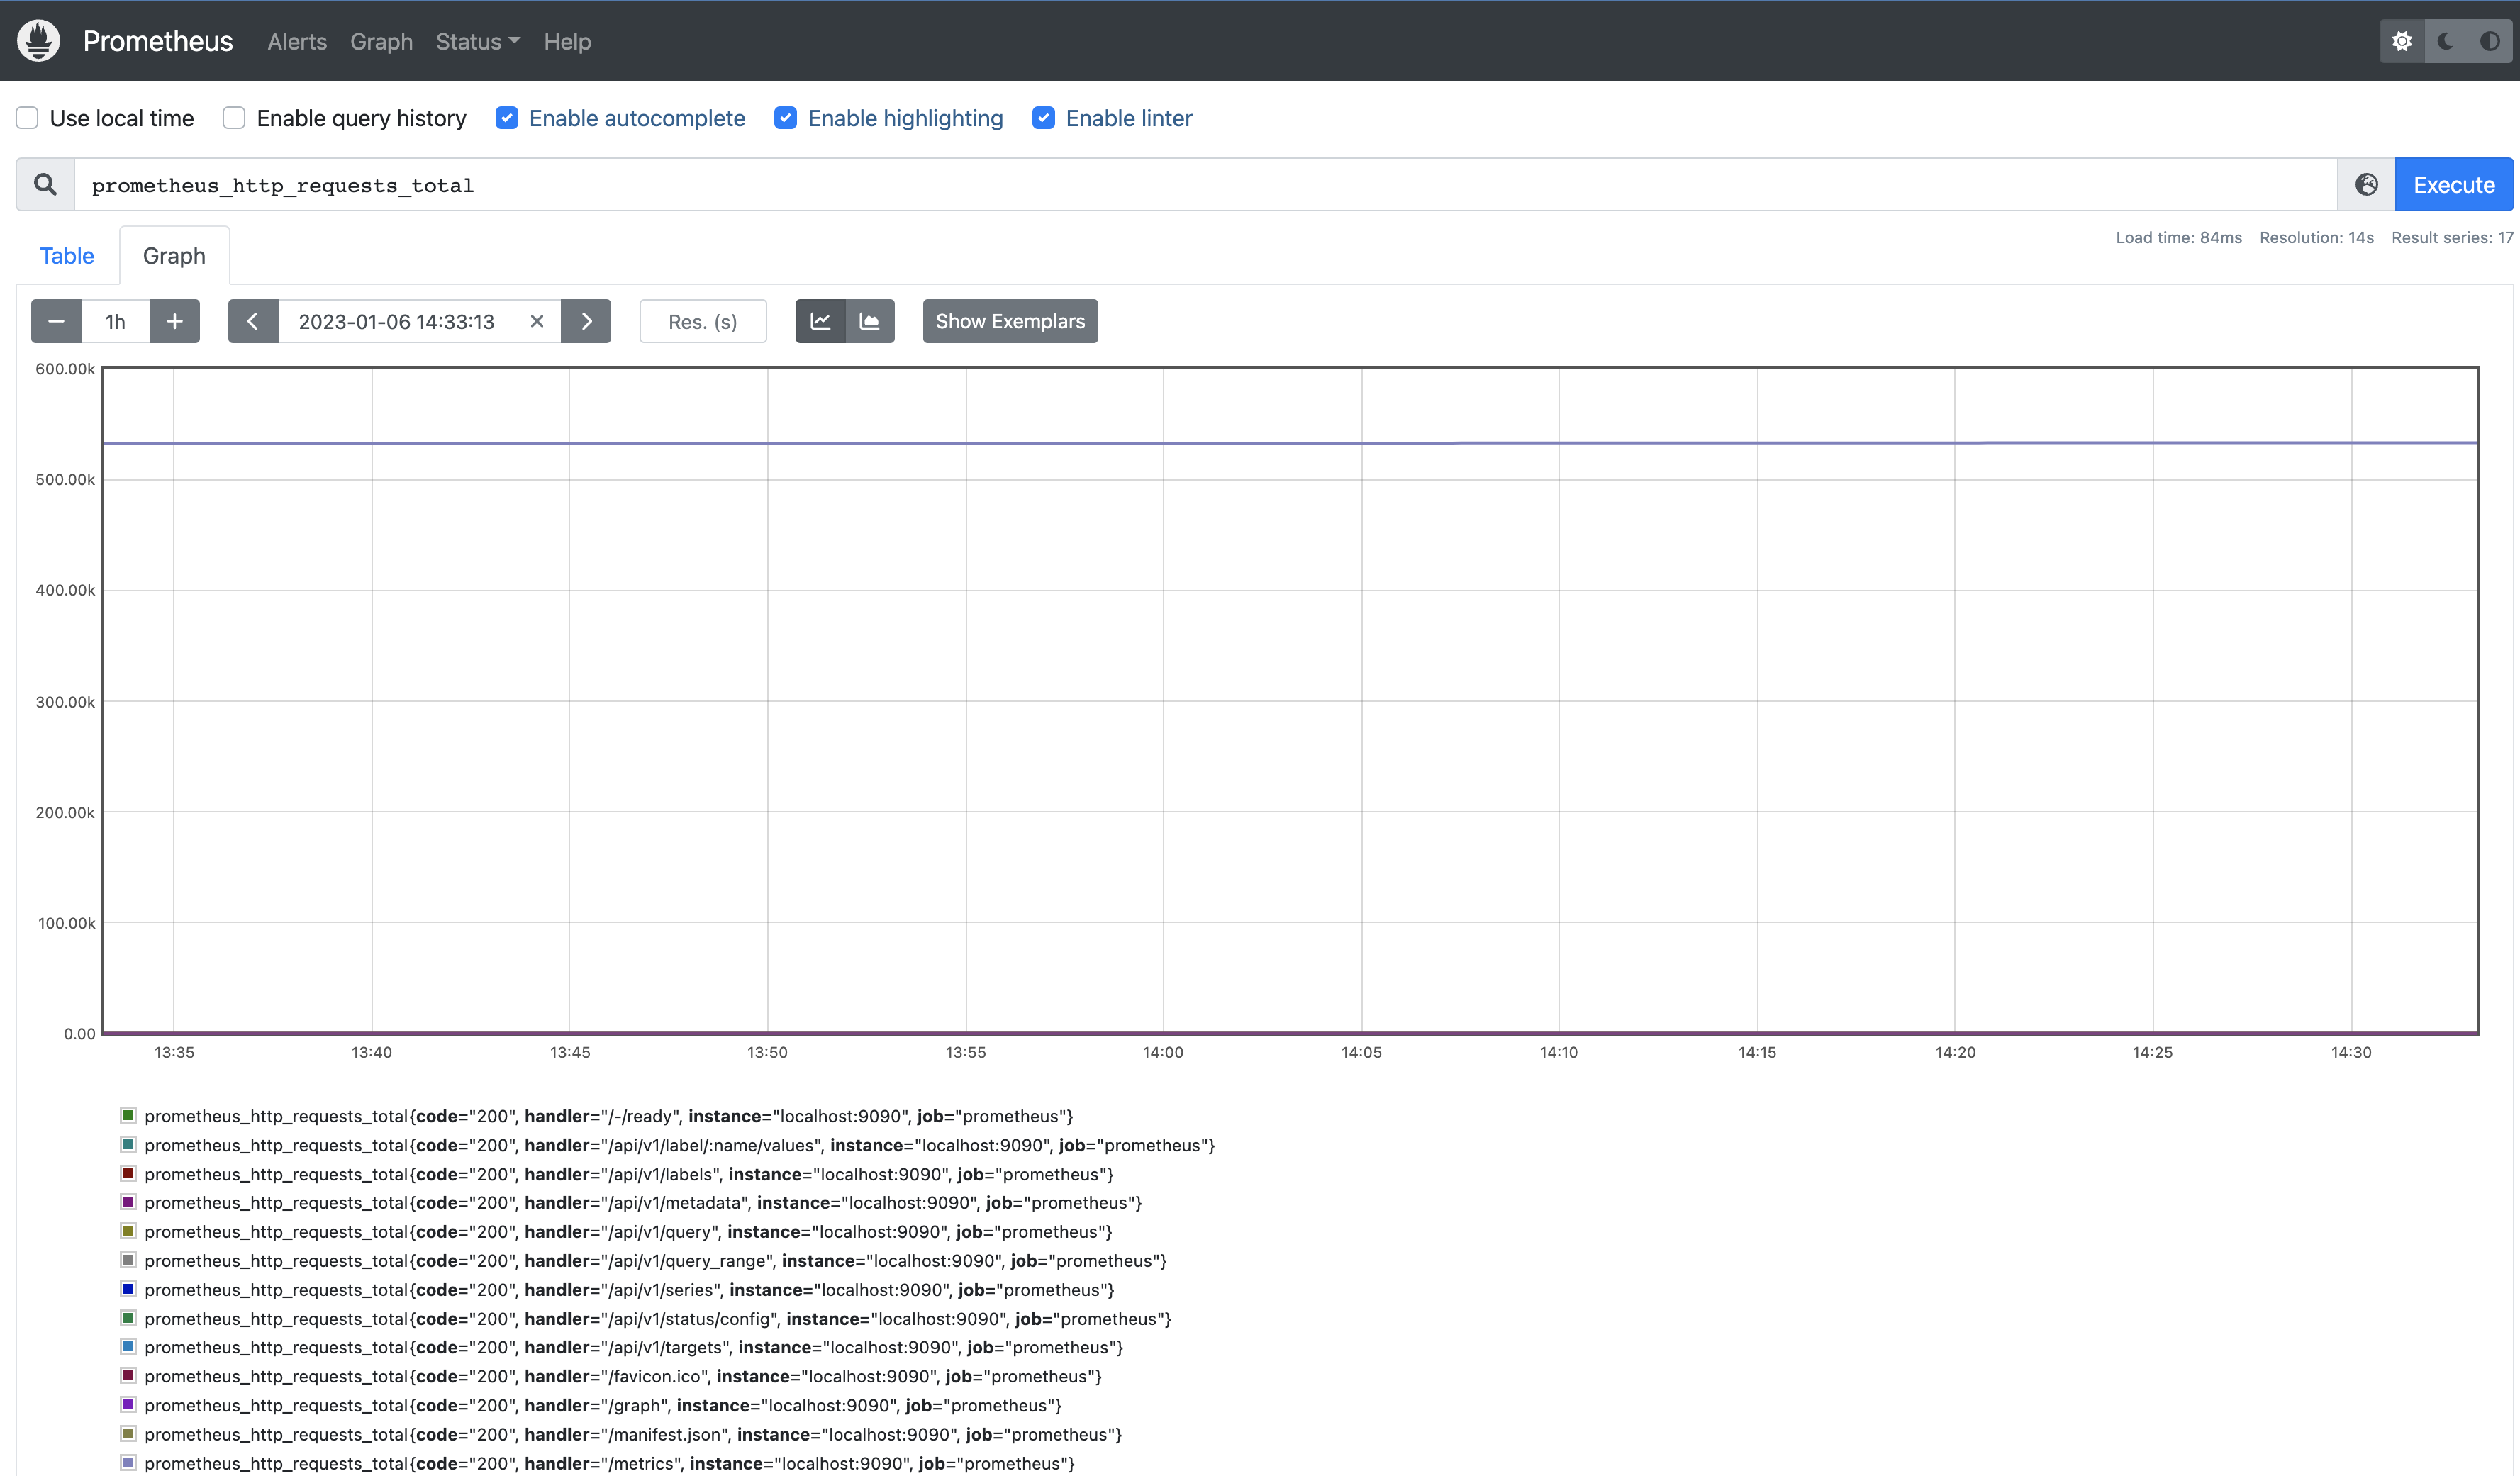 Prometheus Alerts Graph Status Help
Use local time Enable query history Enable autocomplete Enable highlighting Enable linter
prometheus_http_requests_total Execute
Table Graph Load time: 84ms Resolution: 14s Result series: 17
1h 2023-01-06 14:33:13 Res. (s) Show Exemplars
600.00k
500.00k
400.00k
300.00k
200.00k
100.00k
0.00
13:35 13:40 13:45 13:50 13:55 14:00 14:05 14:10 14:15 14:20 14:25 14:30
prometheus_http_requests_total{code="200", handler="/-/ready", instance="localhost:9090", job="prometheus"}
prometheus_http_requests_total{code="200", handler="/api/v1/label/:name/values", instance="localhost:9090", job="prometheus"}
prometheus_http_requests_total{code="200", handler="/api/v1/labels", instance="localhost:9090", job="prometheus"}
prometheus_http_requests_total{code="200", handler="/api/v1/metadata", instance="localhost:9090", job="prometheus"}
prometheus_http_requests_total{code="200", handler="/api/v1/query", instance="localhost:9090", job="prometheus"}
prometheus_http_requests_total{code="200", handler="/api/v1/query_range", instance="localhost:9090", job="prometheus"}
prometheus_http_requests_total{code="200", handler="/api/v1/series", instance="localhost:9090", job="prometheus"}
prometheus_http_requests_total{code="200", handler="/api/v1/status/config", instance="localhost:9090", job="prometheus"}
prometheus_http_requests_total{code="200", handler="/api/v1/targets", instance="localhost:9090", job="prometheus"}
prometheus_http_requests_total{code="200", handler="/favicon.ico", instance="localhost:9090", job="prometheus"}
prometheus_http_requests_total{code="200", handler="/graph", instance="localhost:9090", job="prometheus"}
prometheus_http_requests_total{code="200", handler="/manifest.json", instance="localhost:9090", job="prometheus"}
prometheus_http_requests_total{code="200", handler="/metrics", instance="localhost:9090", job="prometheus"}